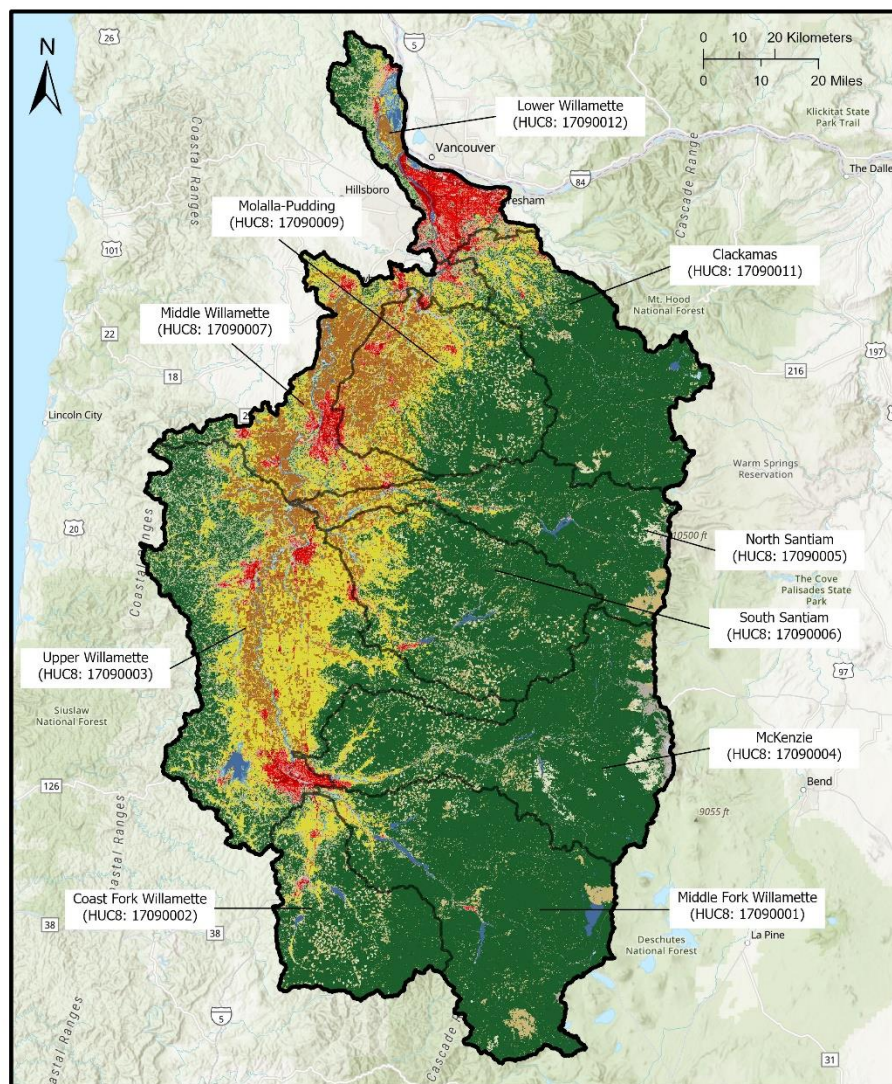 N
26
5
0 10 20 Kilometers
0 10 20 Miles
Klickitat State
Park Trail
Lower Willamette
(HUC8: 17090012)
Vancouver
84
The Dalle
Coastal Ranges
Cascade Range
Hillsboro
resham
Molalla-Pudding
(HUC8: 17090009)
101
Clackamas
(HUC8: 17090011)
Mt. Hood
National Forest
Middle Willamette
(HUC8: 17090007)
22
197
18
216
Lincoln City
Warm Springs
Reservation
Coastal Ranges
20
North Santiam
(HUC8: 17090005)
10500 ft
The Cove
Palisades State
Park
South Santiam
(HUC8: 17090006)
Upper Willamette
(HUC8: 17090003)
97
Siuslaw
National Forest
McKenzie
(HUC8: 17090004)
126
Bend
9055 ft
Coastal Ranges
Coast Fork Willamette
(HUC8: 17090002)
Middle Fork Willamette
(HUC8: 17090001)
38
38
La Pine
Deschutes
National Forest
5
31